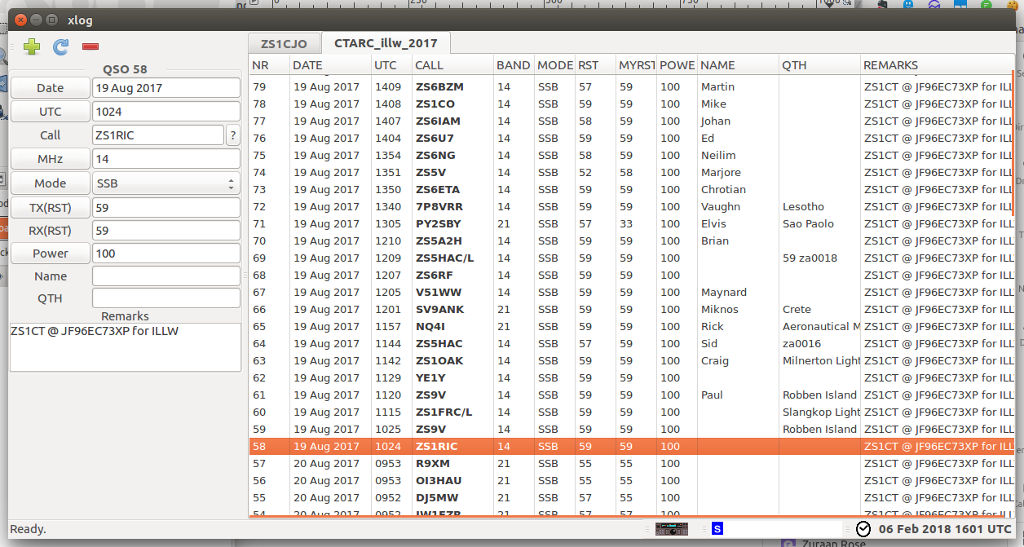 xlog
ZS1CJO CTARC_illw_2017
QSO 58
Date 19 Aug 2017
UTC 1024
Call ZS1RIC ?
MHz 14
Mode SSB
TX(RST) 59
RX(RST) 59
Power 100
Name
QTH
Remarks
ZS1CT @ JF96EC73XP for ILLW
NR DATE UTC CALL BAND MODE RST MYRST POWE NAME QTH REMARKS
79 19 Aug 2017 1409 ZS6BZM 14 SSB 57 59 100 Martin ZS1CT @ JF96EC73XP for ILL
78 19 Aug 2017 1408 ZS1CO 14 SSB 59 59 100 Mike ZS1CT @ JF96EC73XP for ILL
77 19 Aug 2017 1407 ZS6IAM 14 SSB 58 59 100 Johan ZS1CT @ JF96EC73XP for ILL
76 19 Aug 2017 1404 ZS6U7 14 SSB 59 59 100 Ed ZS1CT @ JF96EC73XP for ILL
75 19 Aug 2017 1354 ZS6NG 14 SSB 58 59 100 Neilim ZS1CT @ JF96EC73XP for ILL
74 19 Aug 2017 1351 ZS5V 14 SSB 52 58 100 Marjore ZS1CT @ JF96EC73XP for ILL
73 19 Aug 2017 1350 ZS6ETA 14 SSB 59 59 100 Chrotian ZS1CT @ JF96EC73XP for ILL
72 19 Aug 2017 1340 7P8VRR 14 SSB 59 59 100 Vaughn Lesotho ZS1CT @ JF96EC73XP for ILL
71 19 Aug 2017 1305 PY2SBY 21 SSB 57 33 100 Elvis Sao Paolo ZS1CT @ JF96EC73XP for ILL
70 19 Aug 2017 1210 ZS5A2H 14 SSB 59 59 100 Brian ZS1CT @ JF96EC73XP for ILL
69 19 Aug 2017 1209 ZS5HAC/L 14 SSB 59 59 100 59 za0018 ZS1CT @ JF96EC73XP for ILL
68 19 Aug 2017 1207 ZS6RF 14 SSB 59 59 100 ZS1CT @ JF96EC73XP for ILL
67 19 Aug 2017 1205 V51WW 14 SSB 59 59 100 Maynard ZS1CT @ JF96EC73XP for ILL
66 19 Aug 2017 1201 SV9ANK 14 SSB 59 59 100 Miknos Crete ZS1CT @ JF96EC73XP for ILL
65 19 Aug 2017 1157 NQ4I 14 SSB 59 59 100 Rick Aeronautical M ZS1CT @ JF96EC73XP for ILL
64 19 Aug 2017 1144 ZS5HAC 14 SSB 57 59 100 Sid za0016 ZS1CT @ JF96EC73XP for ILL
63 19 Aug 2017 1142 ZS1OAK 14 SSB 59 59 100 Craig Milnerton Light ZS1CT @ JF96EC73XP for ILL
62 19 Aug 2017 1129 YE1Y 14 SSB 59 59 100 ZS1CT @ JF96EC73XP for ILL
61 19 Aug 2017 1120 ZS9V 14 SSB 59 59 100 Paul Robben Island ZS1CT @ JF96EC73XP for ILL
60 19 Aug 2017 1115 ZS1FRC/L 14 SSB 59 59 100 Slangkop Light ZS1CT @ JF96EC73XP for ILL
59 19 Aug 2017 1025 ZS9V 14 SSB 59 59 100 Robben Island ZS1CT @ JF96EC73XP for ILL
58 19 Aug 2017 1024 ZS1RIC 14 SSB 59 59 100 ZS1CT @ JF96EC73XP for ILL
57 20 Aug 2017 0953 R9XM 21 SSB 55 55 100 ZS1CT @ JF96EC73XP for ILL
56 20 Aug 2017 0953 OI3HAU 21 SSB 55 55 100 ZS1CT @ JF96EC73XP for ILL
55 20 Aug 2017 0952 DJ5MW 21 SSB 57 57 100 ZS1CT @ JF96EC73XP for ILL
54 20 Aug 2017 0952 IW1FZR 21 SSB 57 57 100 ZS1CT @ JF96EC73XP for ILL
Ready. S 06 Feb 2018 1601 UTC
Zuraan Rose